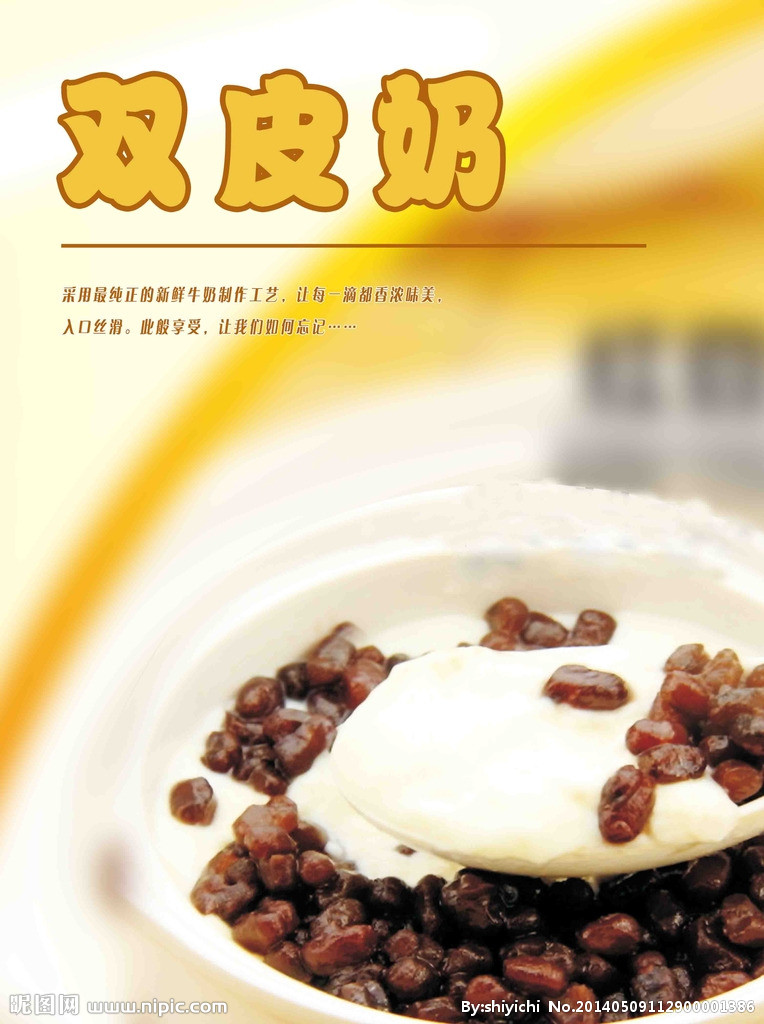 双皮奶
采用最纯正的新鲜牛奶制作工艺，让每一滴都香浓味美，
入口丝滑。此般享受，让我们如何忘记……
昵图网 www.nipic.com
By:shiyichi No.20140509112900001386